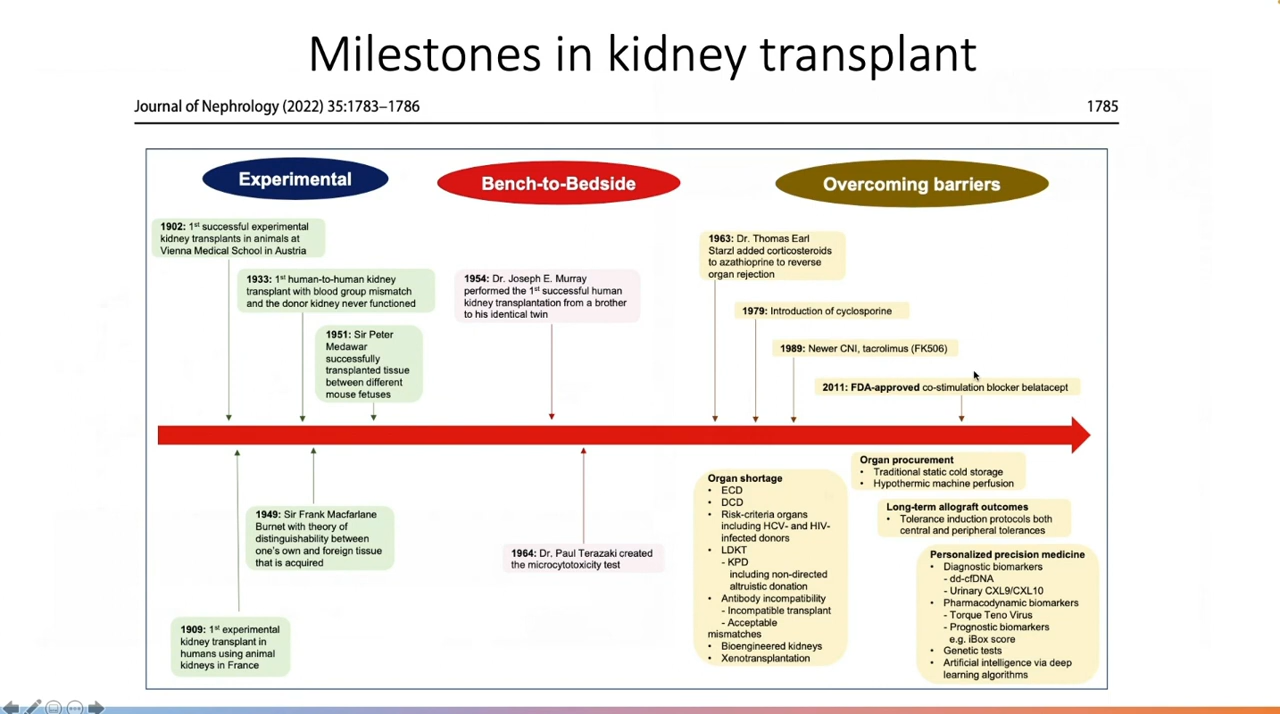 Milestones in kidney transplant
Journal of Nephrology (2022) 35:1783–1786
1785
Experimental
Bench-to-Bedside
Overcoming barriers
1902: 1st successful experimental
kidney transplants in animals at
Vienna Medical School in Austria
1933: 1st human-to-human kidney
transplant with blood group mismatch
and the donor kidney never functioned
1951: Sir Peter
Medawar
successfully
transplanted tissue
between different
mouse fetuses
1954: Dr. Joseph E. Murray
performed the 1st successful human
kidney transplantation from a brother
to his identical twin
1963: Dr. Thomas Earl
Starzl added corticosteroids
to azathioprine to reverse
organ rejection
1979: Introduction of cyclosporine
1989: Newer CNI, tacrolimus (FK506)
2011: FDA-approved co-stimulation blocker belatacept
1949: Sir Frank Macfarlane
Burnet with theory of
distinguishability between
one's own and foreign tissue
that is acquired
1909: 1st experimental
kidney transplant in
humans using animal
kidneys in France
1964: Dr. Paul Terazaki created
the microcytotoxicity test
Organ shortage
• ECD
• DCD
• Risk-criteria organs
including HCV- and HIV-
infected donors
• LDKT
- KPD
including non-directed
altruistic donation
• Antibody incompatibility
- Incompatible transplant
- Acceptable
mismatches
• Bioengineered kidneys
• Xenotransplantation
Organ procurement
• Traditional static cold storage
• Hypothermic machine perfusion
Long-term allograft outcomes
• Tolerance induction protocols both
central and peripheral tolerances
Personalized precision medicine
• Diagnostic biomarkers
- dd-cfDNA
- Urinary CXL9/CXL10
• Pharmacodynamic biomarkers
- Torque Teno Virus
- Prognostic biomarkers
e.g. iBox score
• Genetic tests
• Artificial intelligence via deep
learning algorithms